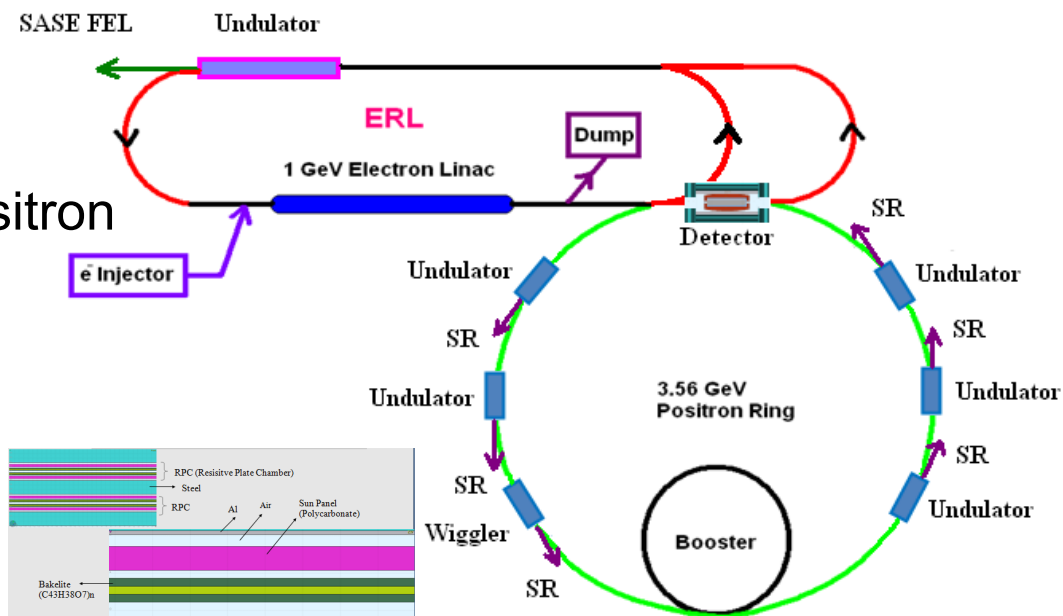 SASE FEL
Undulator
ERL
Dump
1 GeV Electron Linac
sitron
SR
Detector
e⁻ Injector
Undulator
Undulator
SR
SR
Undulator
3.56 GeV
Positron Ring
Undulator
RPC (Resisitve Plate Chamber)
Steel
RPC
Al
Air
Sun Panel
(Polycarbonate)
SR
SR
Wiggler
Undulator
Booster
SR
Bakelite
(C43H38O7)n